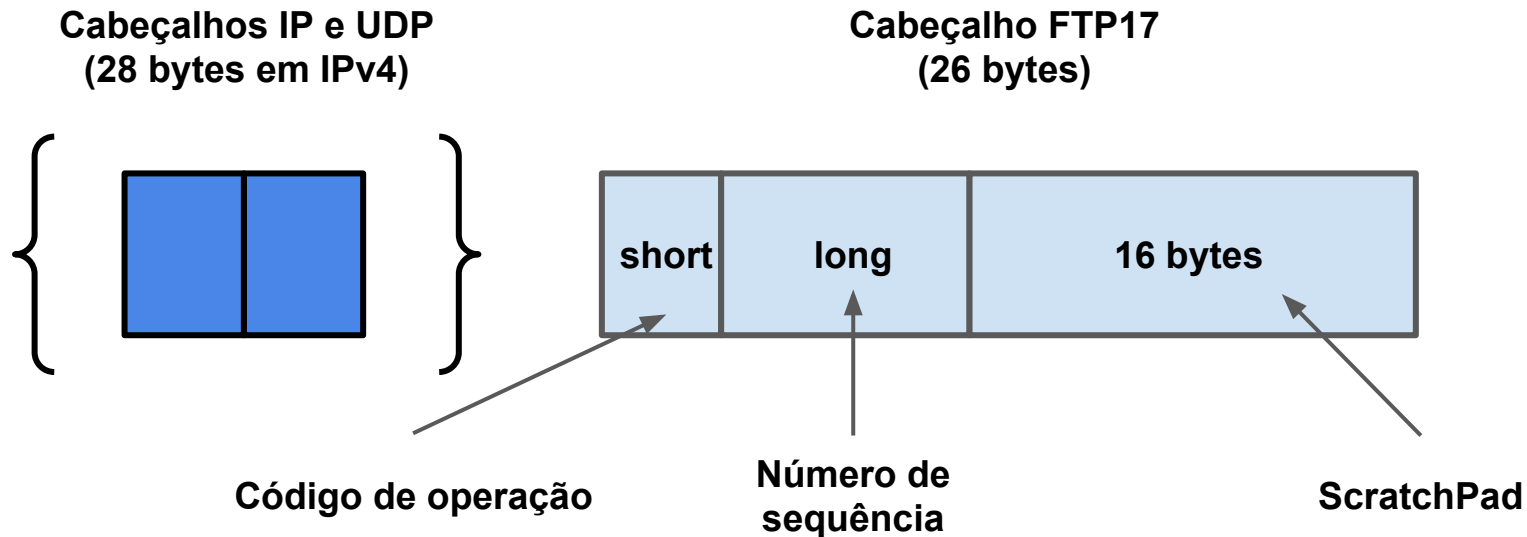 Cabeçalhos IP e UDP
(28 bytes em IPv4)
Cabeçalho FTP17
(26 bytes)
short
long
16 bytes
Código de operação
Número de
sequência
ScratchPad